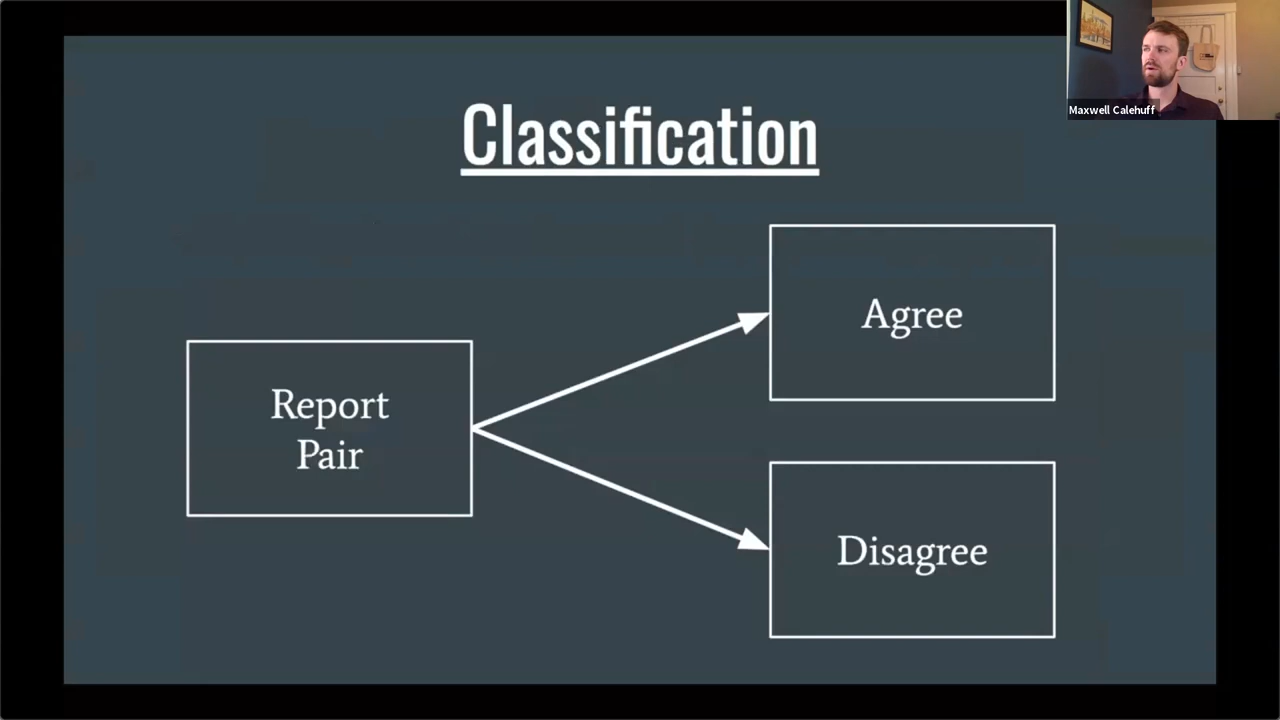 Classification
Maxwell Calehuff
Report
Pair
Agree
Disagree